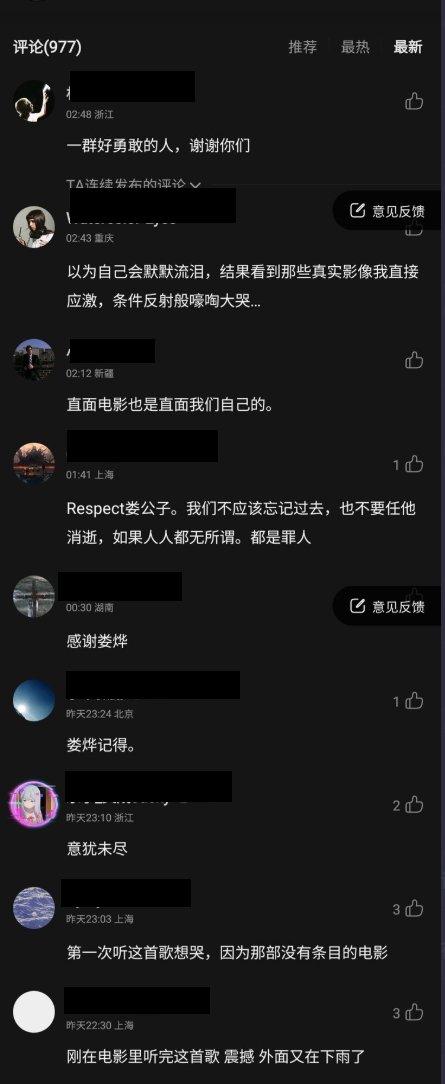 评论(977)
推荐 最热 最新
02:48 浙江
一群好勇敢的人，谢谢你们
TA连续发布的评论
意见反馈
02:43 重庆
以为自己会默默流泪，结果看到那些真实影像我直接
应激，条件反射般嚎啕大哭...
02:12 新疆
直面电影也是直面我们自己的。
01:41 上海
1
Respect娄公子。我们不应该忘记过去，也不要任他
消逝，如果人人都无所谓。都是罪人
00:30 湖南
意见反馈
感谢娄烨
昨天23:24 北京
1
娄烨记得。
昨天23:10 浙江
2
意犹未尽
昨天23:03 上海
3
第一次听这首歌想哭，因为那部没有条目的电影
昨天22:30 上海
3
刚在电影里听完这首歌 震撼 外面又在下雨了